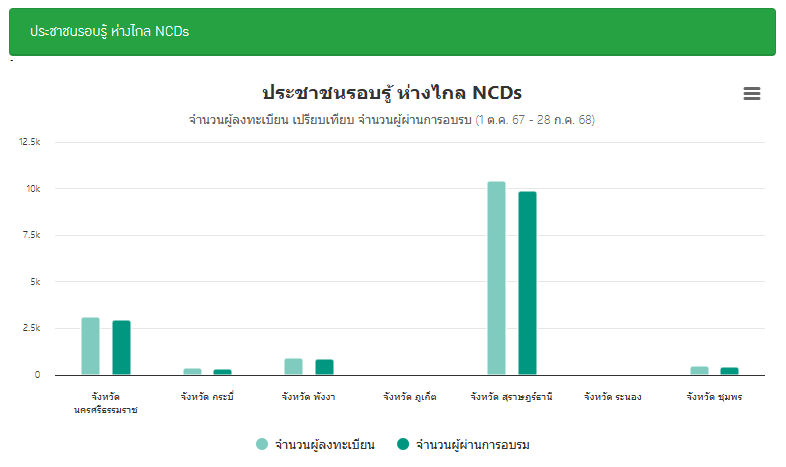 ประชาชนรอบรู้ ห่างไกล NCDs
ประชาชนรอบรู้ ห่างไกล NCDs
จำนวนผู้ลงทะเบียน เปรียบเทียบ จำนวนผู้ผ่านการอบรม (1 ต.ค. 67 - 28 ก.ค. 68)
12.5k
10k
7.5k
5k
2.5k
0
จังหวัด
นครศรีธรรมราช
จังหวัด กระบี่
จังหวัด พังงา
จังหวัด ภูเก็ต
จังหวัด สุราษฎร์ธานี
จังหวัด ระนอง
จังหวัด ชุมพร
จำนวนผู้ลงทะเบียน
จำนวนผู้ผ่านการอบรม